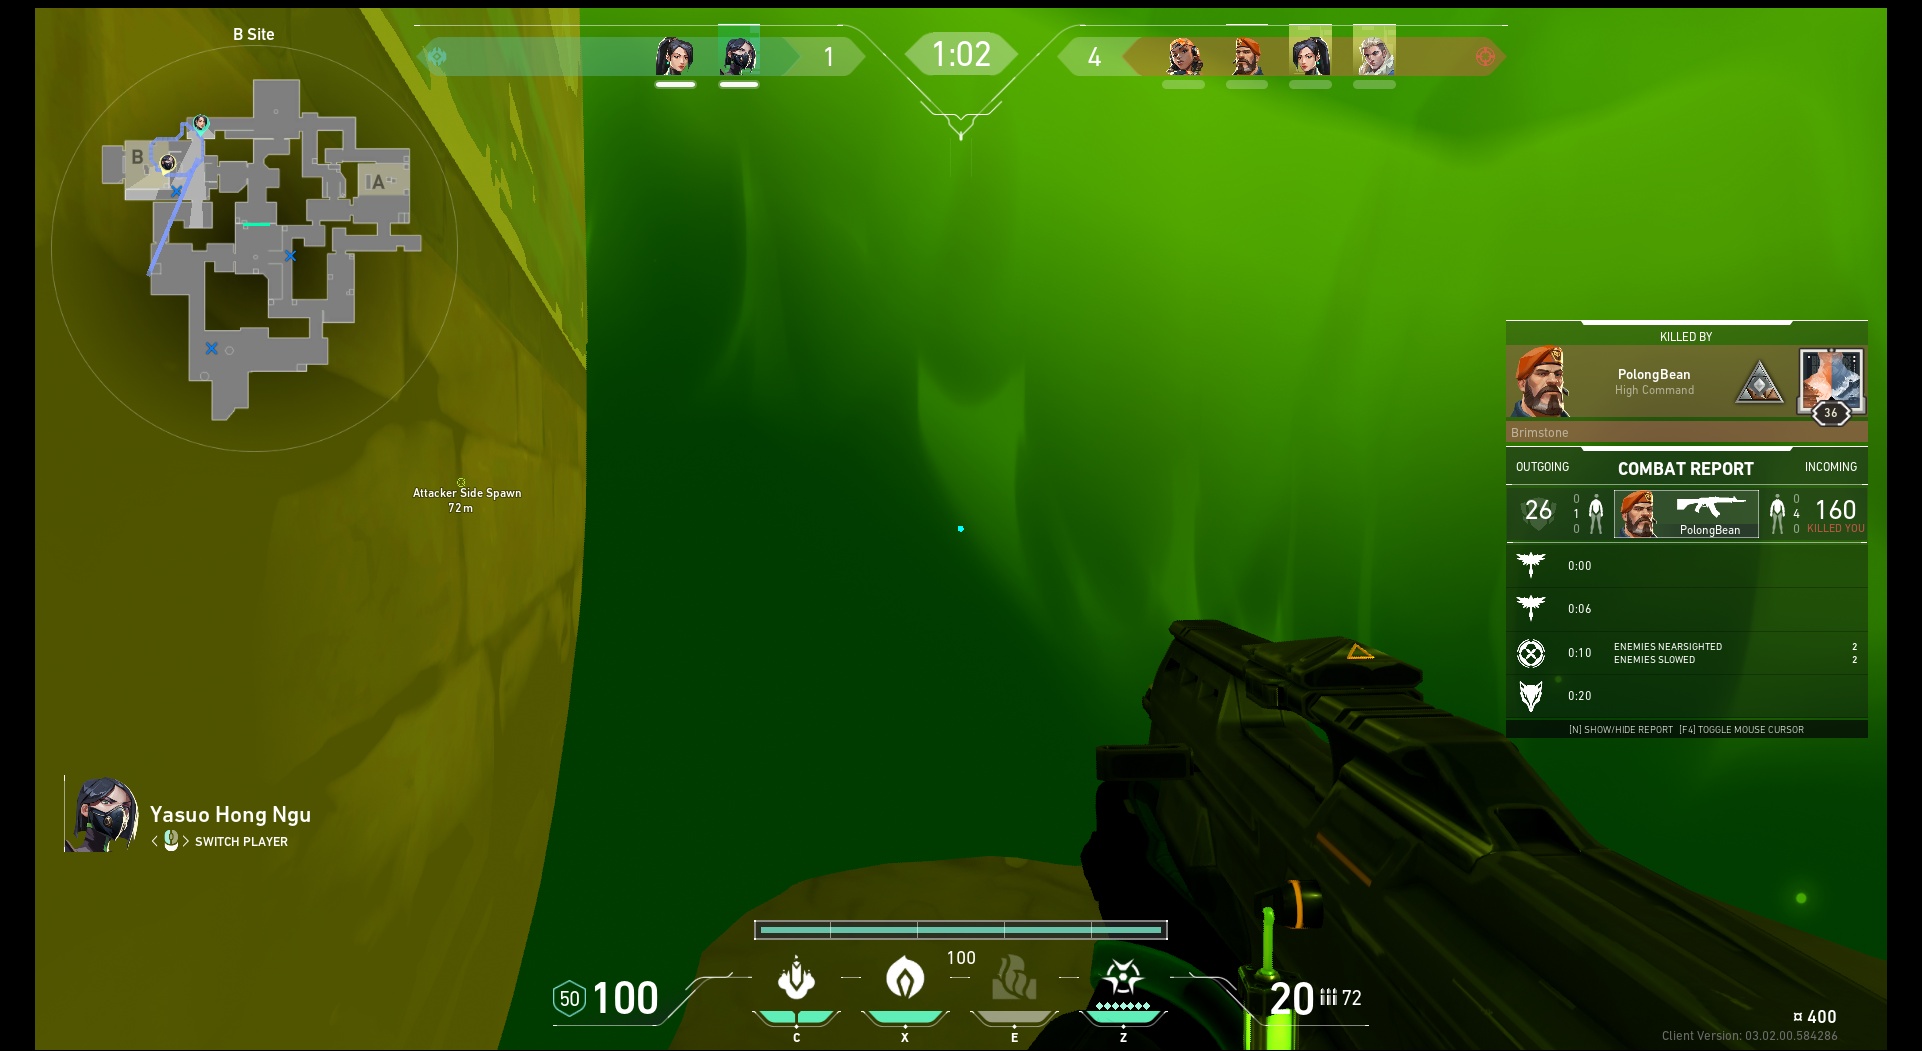 B Site
1
1:02
4
B
A
Attacker Side Spawn
72 m
KILLED BY
PolongBean
High Command
36
Brimstone
OUTGOING
COMBAT REPORT
INCOMING
26
0
1
0
PolongBean
0
4
0
160
KILLED YOU
0:00
0:06
0:10
ENEMIES NEARSIGHTED 2
ENEMIES SLOWED 2
0:20
[N] SHOW/HIDE REPORT [F4] TOGGLE MOUSE CURSOR
Yasuo Hong Ngu
< > SWITCH PLAYER
100
50 100
C
X
E
Z
20 72
¤ 400
Client Version: 03.02.00.584286